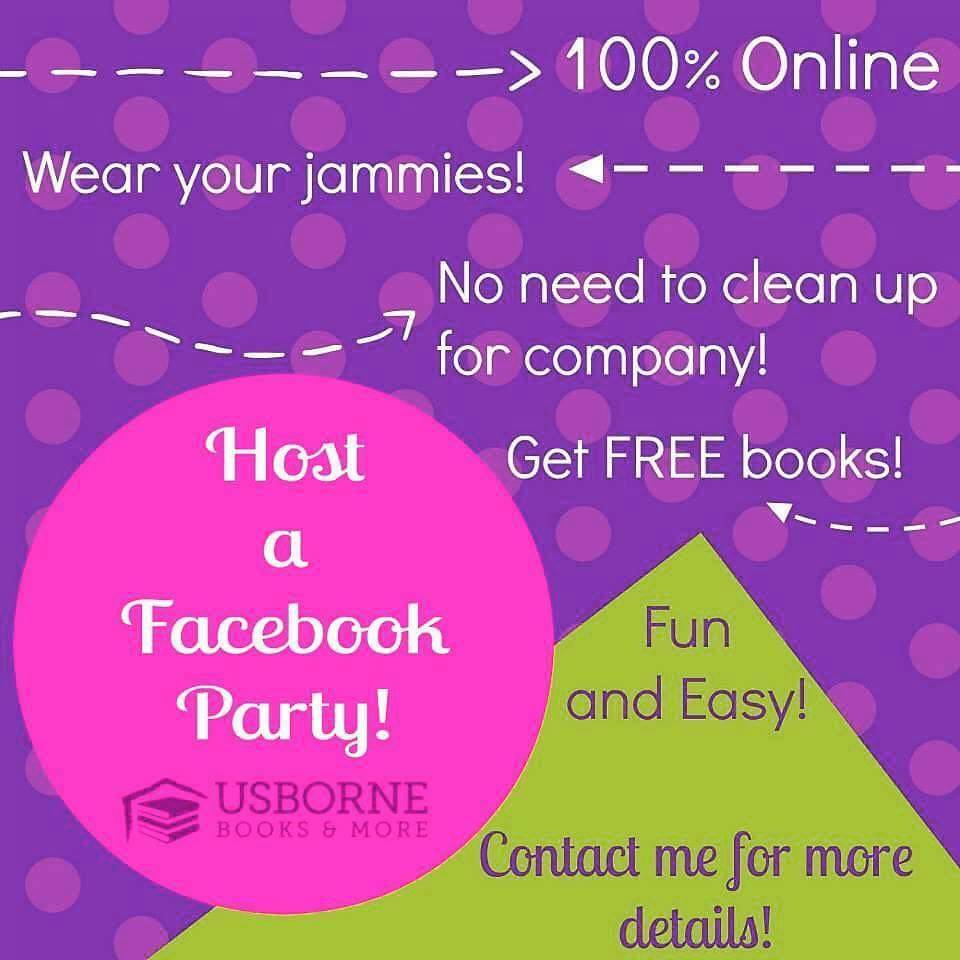 100% Online
Wear your jammies!
No need to clean up
for company!
Get FREE books!
Host
a
Facebook
Party!
USBORNE
BOOKS & MORE
Fun
and Easy!
Contact me for more
details!